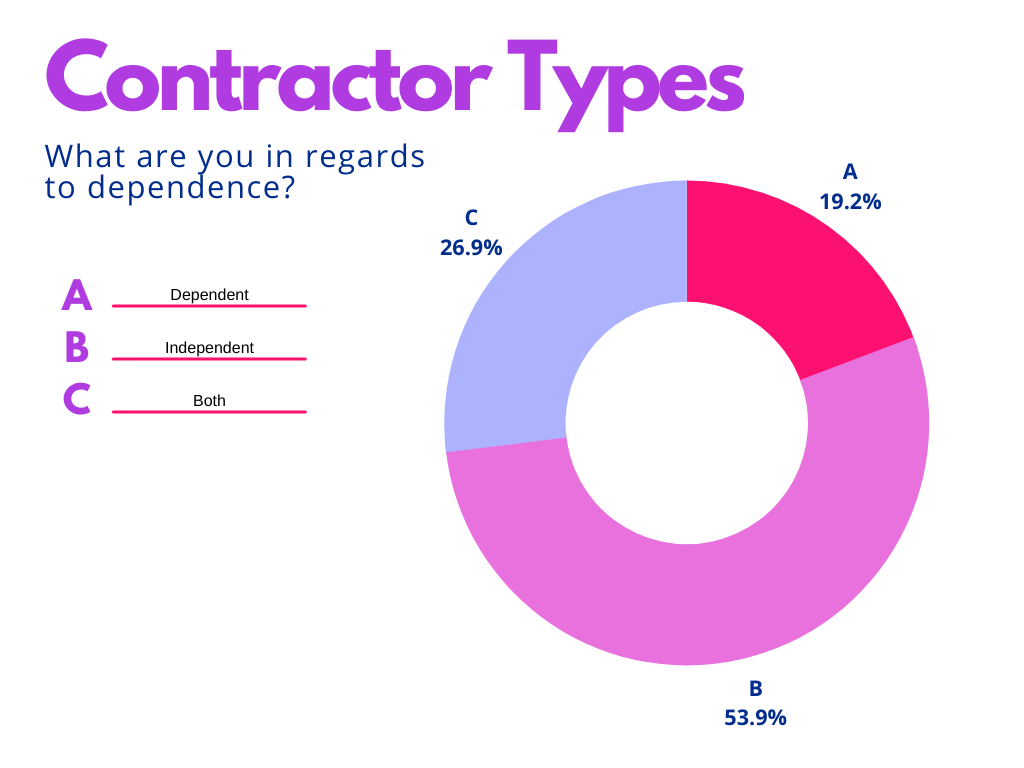 Contractor Types
What are you in regards
to dependence?
A
19.2%
C
26.9%
A Dependent
B Independent
C Both
B
53.9%